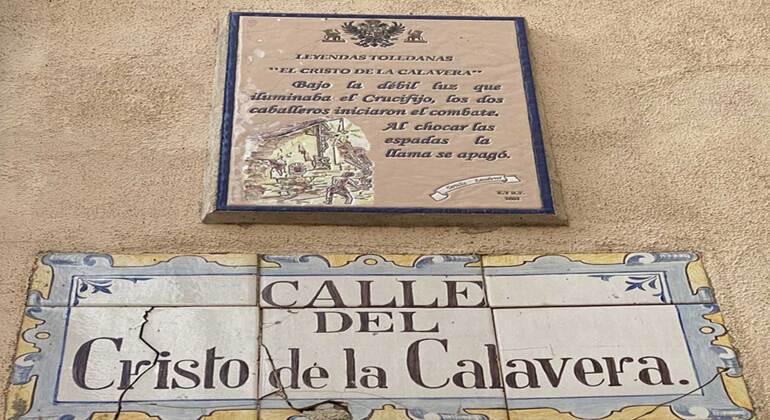 LEYENDAS TOLEDANAS
"EL CRISTO DE LA CALAVERA"
Bajo la débil luz que
iluminaba el Crucifijo, los dos
caballeros iniciaron el combate.
Al chocar las
espadas la
llama se apagó.
CALLE
DEL
Cristo de la Calavera.